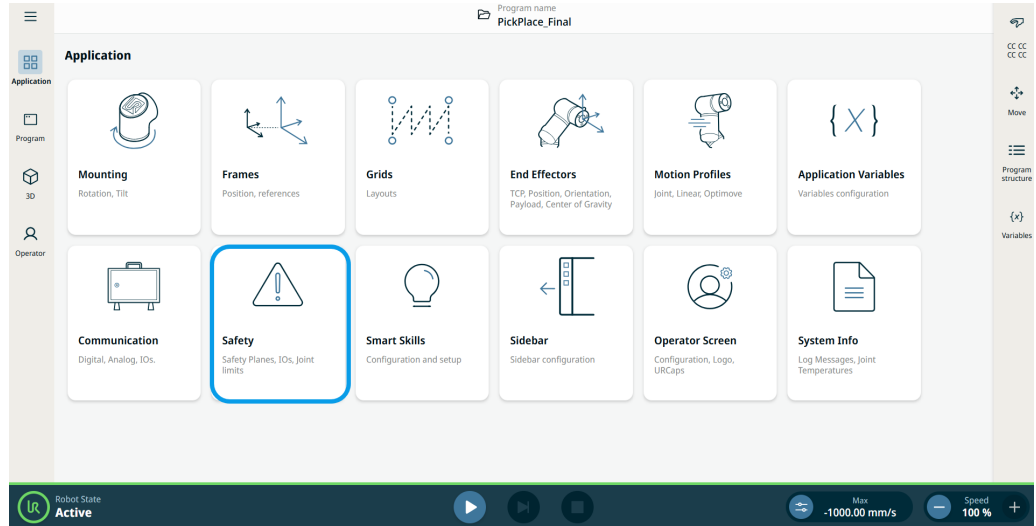 Program name
PickPlace_Final
Application
Application
Program
3D
Operator
Mounting
Rotation, Tilt
Frames
Position, references
Grids
Layouts
End Effectors
TCP, Position, Orientation,
Payload, Center of Gravity
Motion Profiles
Joint, Linear, Optimove
Application Variables
Variables configuration
Communication
Digital, Analog, IOs.
Safety
Safety Planes, IOs, Joint
limits
Smart Skills
Configuration and setup
Sidebar
Sidebar configuration
Operator Screen
Configuration, Logo,
URCaps
System Info
Log Messages, Joint
Temperatures
CC CC
CC CC
Move
Program
structure
{x}
Variables
{X}
UR
Robot State
Active
Max
-1000.00 mm/s
Speed
100 %